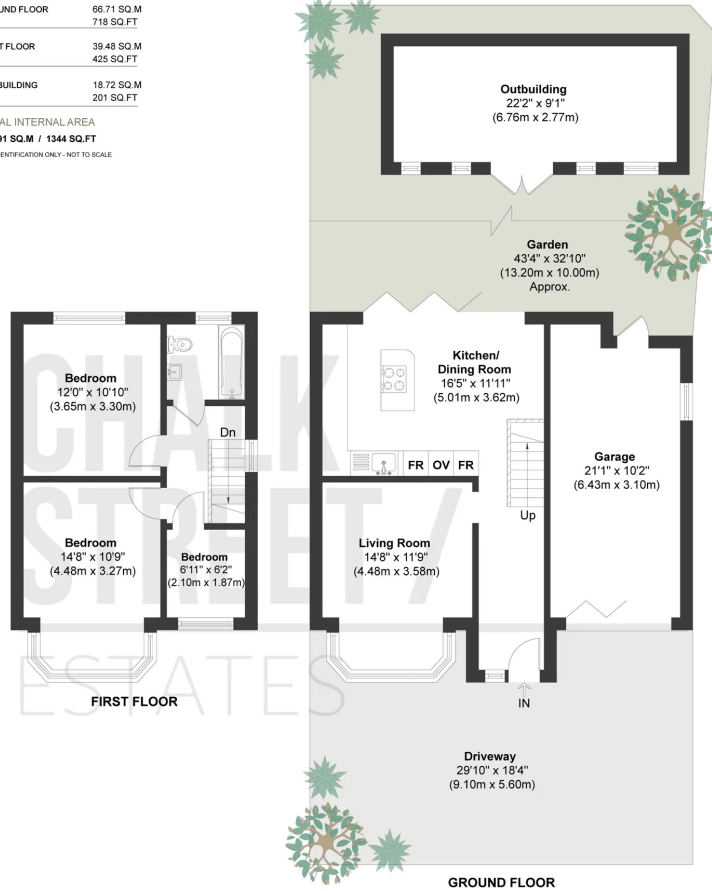 UND FLOOR 66.71 SQ.M
718 SQ.FT
T FLOOR 39.48 SQ.M
425 SQ.FT
BUILDING 18.72 SQ.M
201 SQ.FT
AL INTERNAL AREA
91 SQ.M / 1344 SQ.FT
ENTIFICATION ONLY - NOT TO SCALE
Outbuilding
22'2" x 9'1"
(6.76m x 2.77m)
Garden
43'4" x 32'10"
(13.20m x 10.00m)
Approx.
Bedroom
12'0" x 10'10"
(3.65m x 3.30m)
Dn
Bedroom
14'8" x 10'9"
(4.48m x 3.27m)
Bedroom
6'11" x 6'2"
(2.10m x 1.87m)
FIRST FLOOR
Kitchen/
Dining Room
16'5" x 11'11"
(5.01m x 3.62m)
FR OV FR
Up
Living Room
14'8" x 11'9"
(4.48m x 3.58m)
Garage
21'1" x 10'2"
(6.43m x 3.10m)
IN
Driveway
29'10" x 18'4"
(9.10m x 5.60m)
GROUND FLOOR
CHALK
STREET /
ESTATES